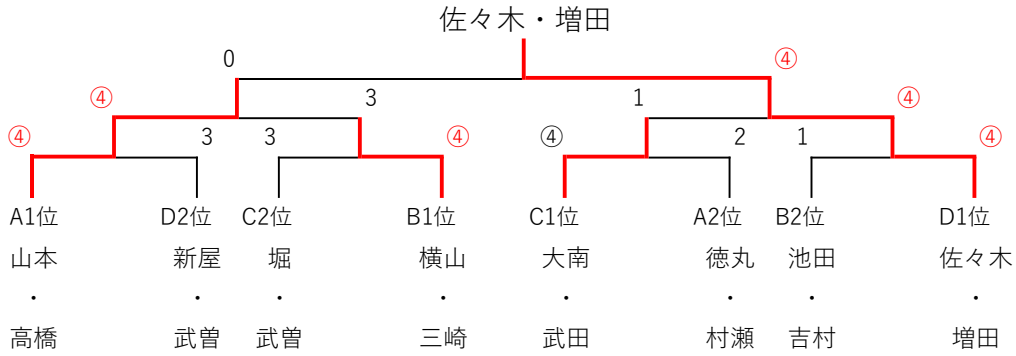 佐々木・増田
0 ④
④ 3 1 ④
④ 3 3 ④ ④ 2 1 ④
A1位 D2位 C2位 B1位 C1位 A2位 B2位 D1位
山本 新屋 堀 横山 大南 徳丸 池田 佐々木
・ ・ ・ ・ ・ ・ ・ ・
高橋 武曽 武曽 三崎 武田 村瀬 吉村 増田